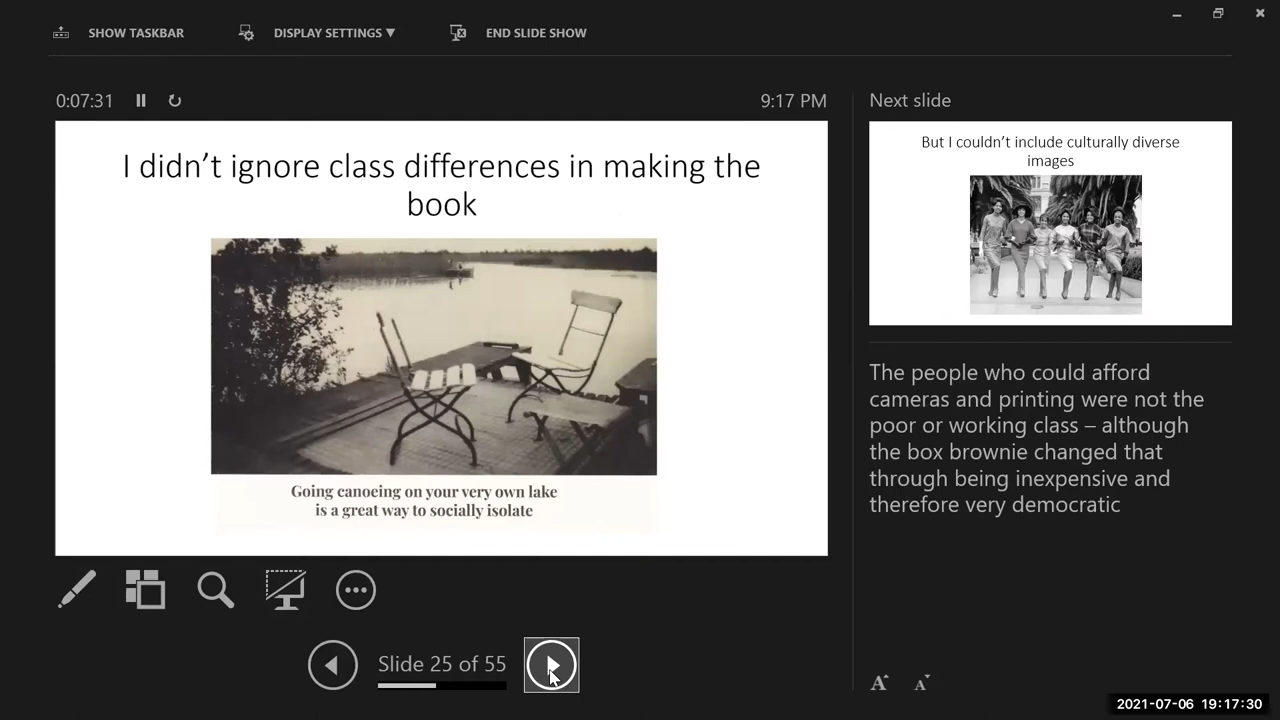 SHOW TASKBAR
DISPLAY SETTINGS ▼
END SLIDE SHOW
0:07:31
9:17 PM
I didn’t ignore class differences in making the
book
Going canoeing on your very own lake
is a great way to socially isolate
Slide 25 of 55
Next slide
But I couldn’t include culturally diverse
images
The people who could afford
cameras and printing were not the
poor or working class – although
the box brownie changed that
through being inexpensive and
therefore very democratic
A A
2021-07-06 19:17:30